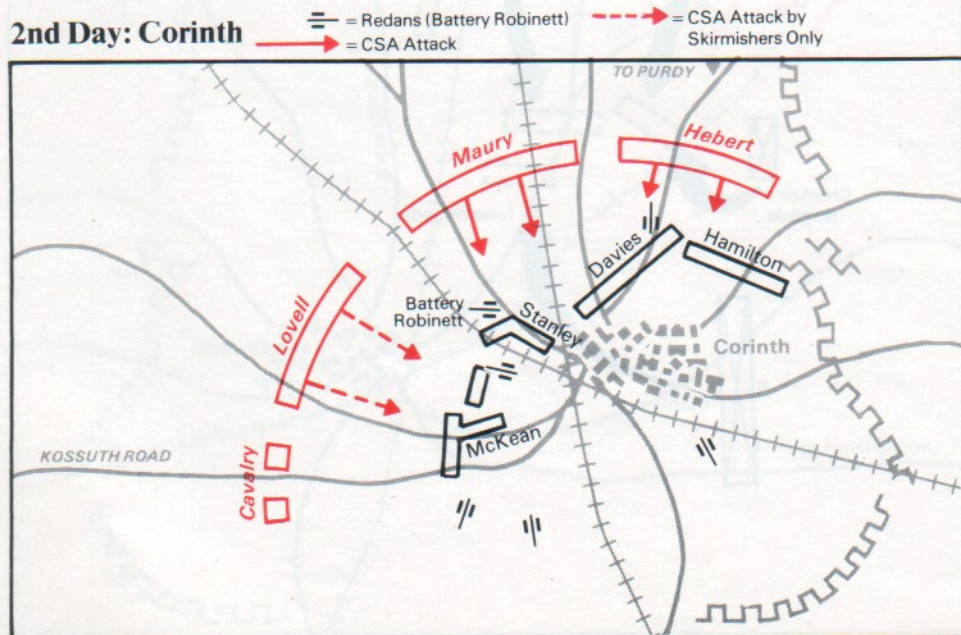 2nd Day: Corinth
= Redans (Battery Robinett)
= CSA Attack
= CSA Attack by
Skirmishers Only
TO PURDY
Maury
Hebert
Davies
Hamilton
Lovell
Battery
Robinett
Stanley
Corinth
McKean
KOSSUTH ROAD
Cavalry